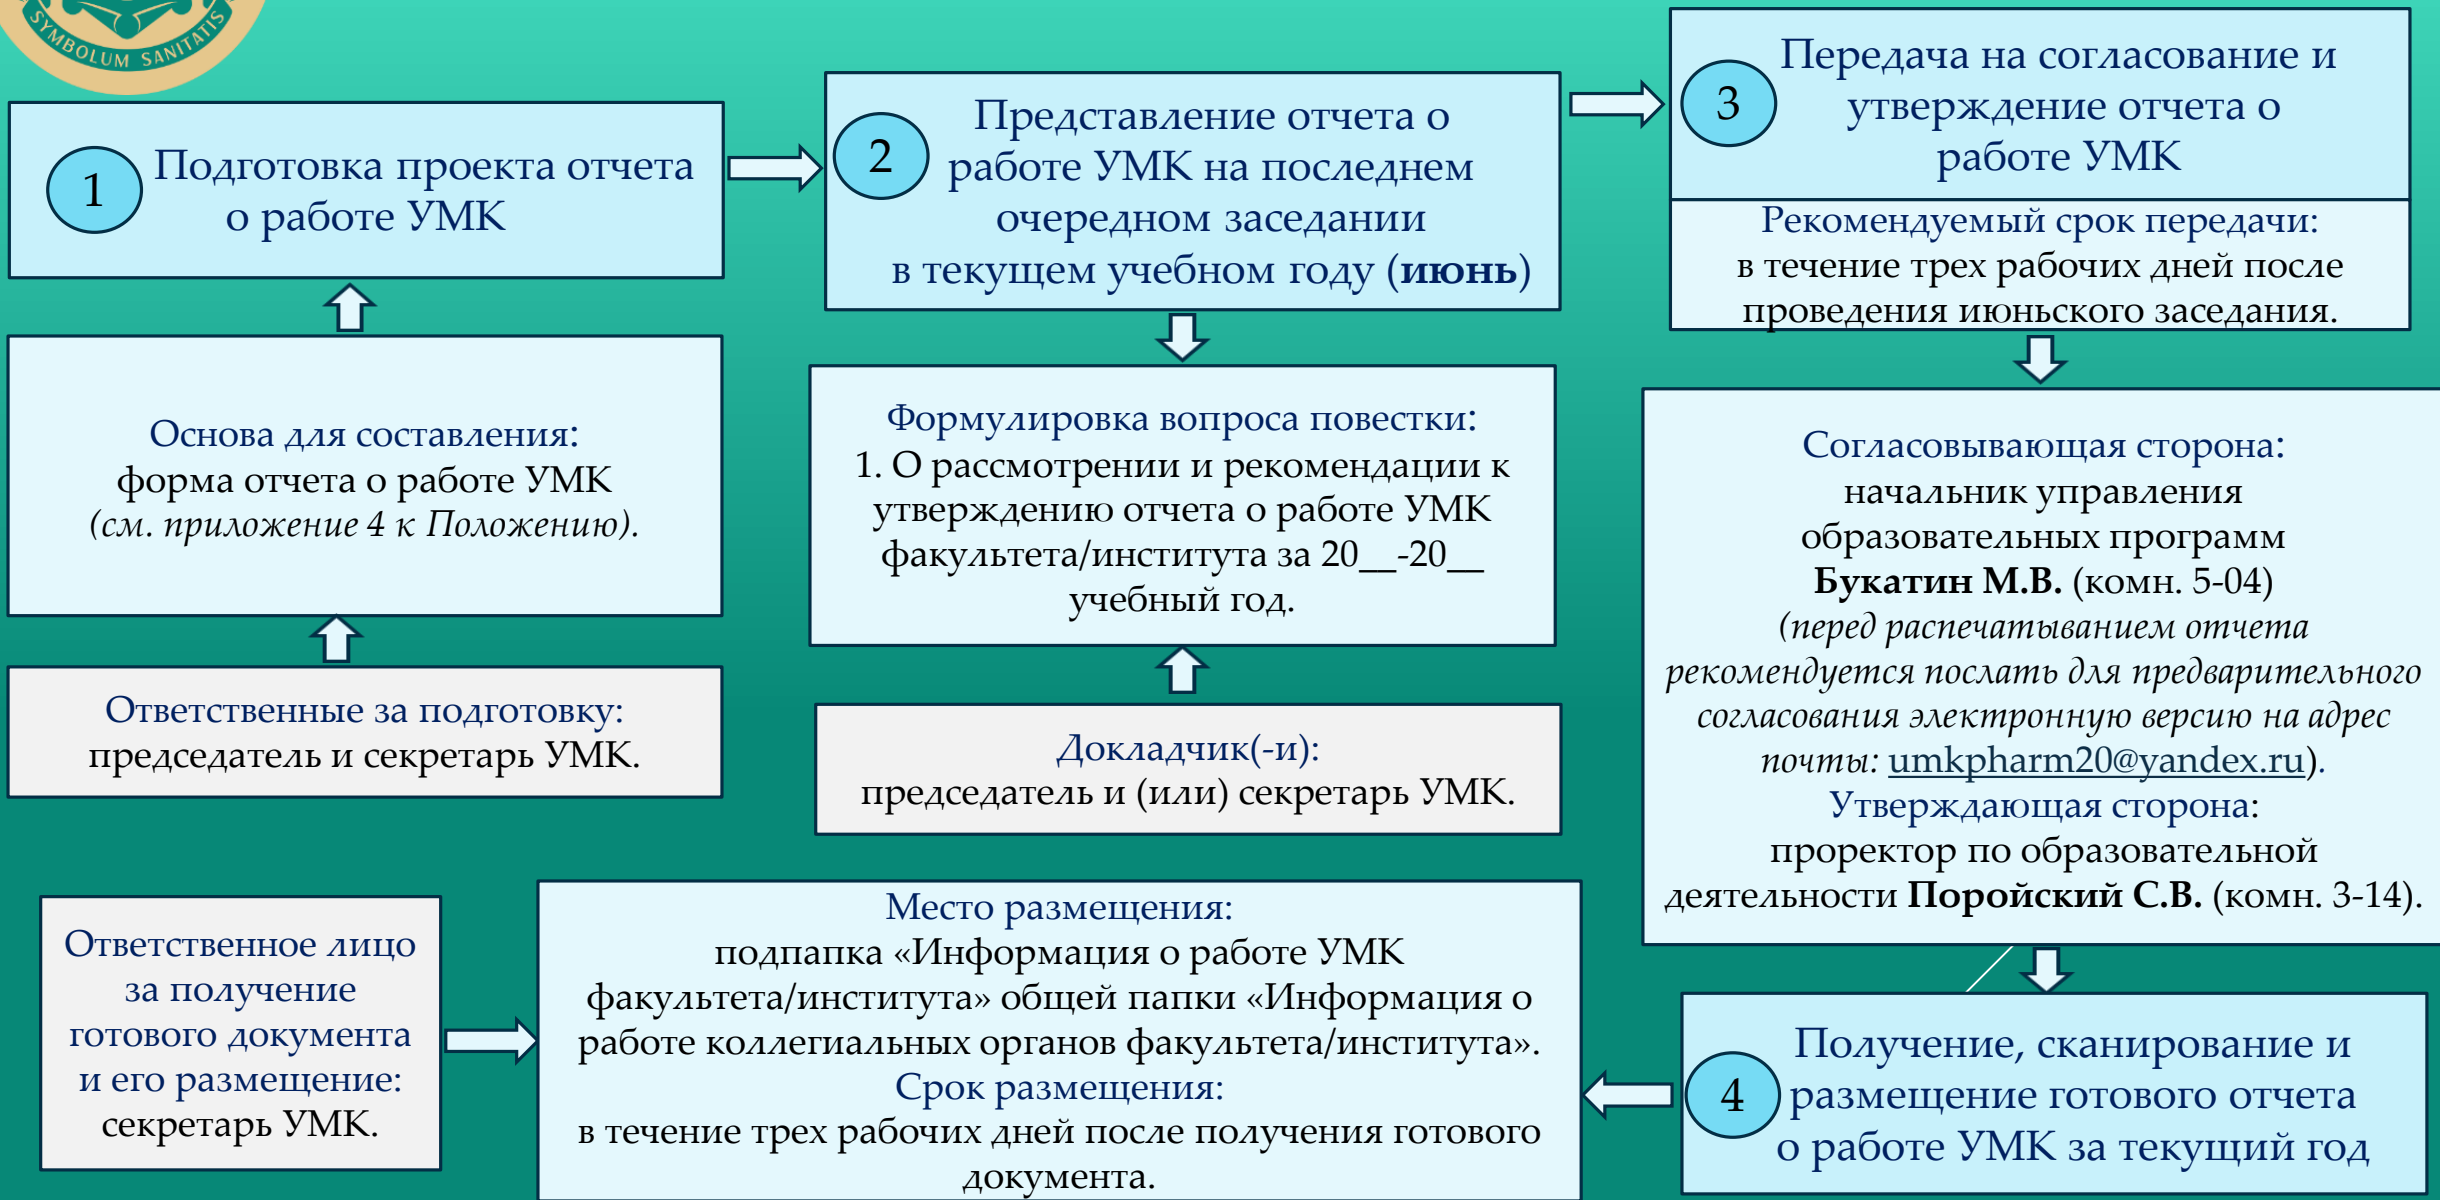 SYMBOLUM SANITATIS
1
Подготовка проекта отчета
о работе УМК
Основа для составления:
форма отчета о работе УМК
(см. приложение 4 к Положению).
Ответственные за подготовку:
председатель и секретарь УМК.
2
Представление отчета о
работе УМК на последнем
очередном заседании
в текущем учебном году (июнь)
Формулировка вопроса повестки:
1. О рассмотрении и рекомендации к
утверждению отчета о работе УМК
факультета/института за 20__-20__
учебный год.
Докладчик(-и):
председатель и (или) секретарь УМК.
3
Передача на согласование и
утверждение отчета о
работе УМК
Рекомендуемый срок передачи:
в течение трех рабочих дней после
проведения июньского заседания.
Согласовывающая сторона:
начальник управления
образовательных программ
Букатин М.В. (комн. 5-04)
(перед распечатыванием отчета
рекомендуется послать для предварительного
согласования электронную версию на адрес
почты: umkpharm20@yandex.ru).
Утверждающая сторона:
проректор по образовательной
деятельности Поройский С.В. (комн. 3-14).
4
Получение, сканирование и
размещение готового отчета
о работе УМК за текущий год
Место размещения:
подпапка «Информация о работе УМК
факультета/института» общей папки «Информация о
работе коллегиальных органов факультета/института».
Срок размещения:
в течение трех рабочих дней после получения готового
документа.
Ответственное лицо
за получение
готового документа
и его размещение:
секретарь УМК.